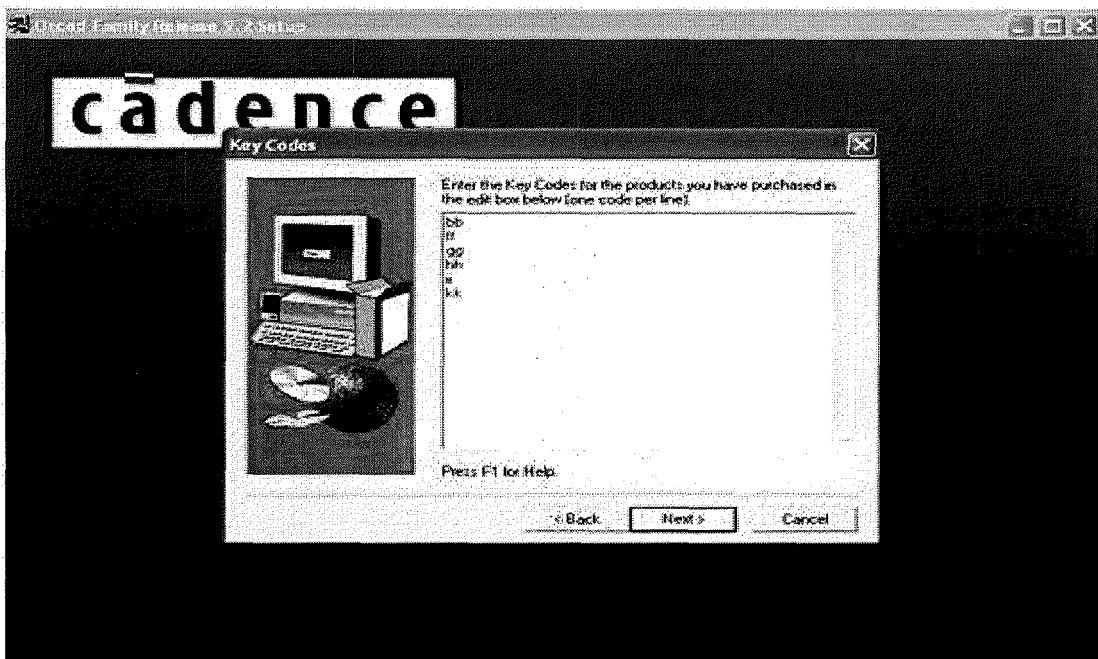 Orcad Family Release 9.2 Setup
cadence
Key Codes
Enter the Key Codes for the products you have purchased in
the edit box below (one code per line).
bb
ff
gg
hh
kk
Press F1 for Help.
< Back
Next >
Cancel